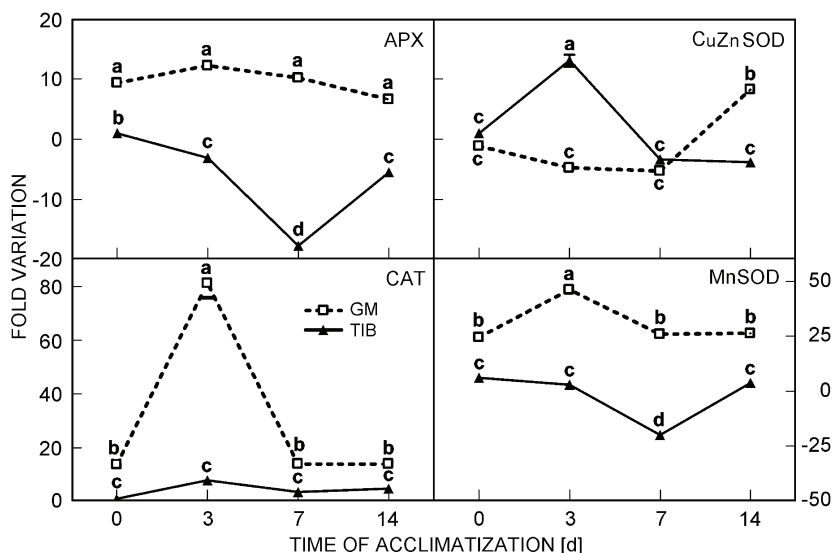 20
APX
CuZnSOD
a a a a
a
b
10
b
c
c
0
c c c
c
c
c
c
-10
d
-20
FOLD VARIATION
CAT
MnSOD
50
80
a
a
GM
TIB
b b b
25
60
c c c
0
40
d
-25
20
b b b
c c c c
0
-50
0 3 7 14
0 3 7 14
TIME OF ACCLIMATIZATION [d]